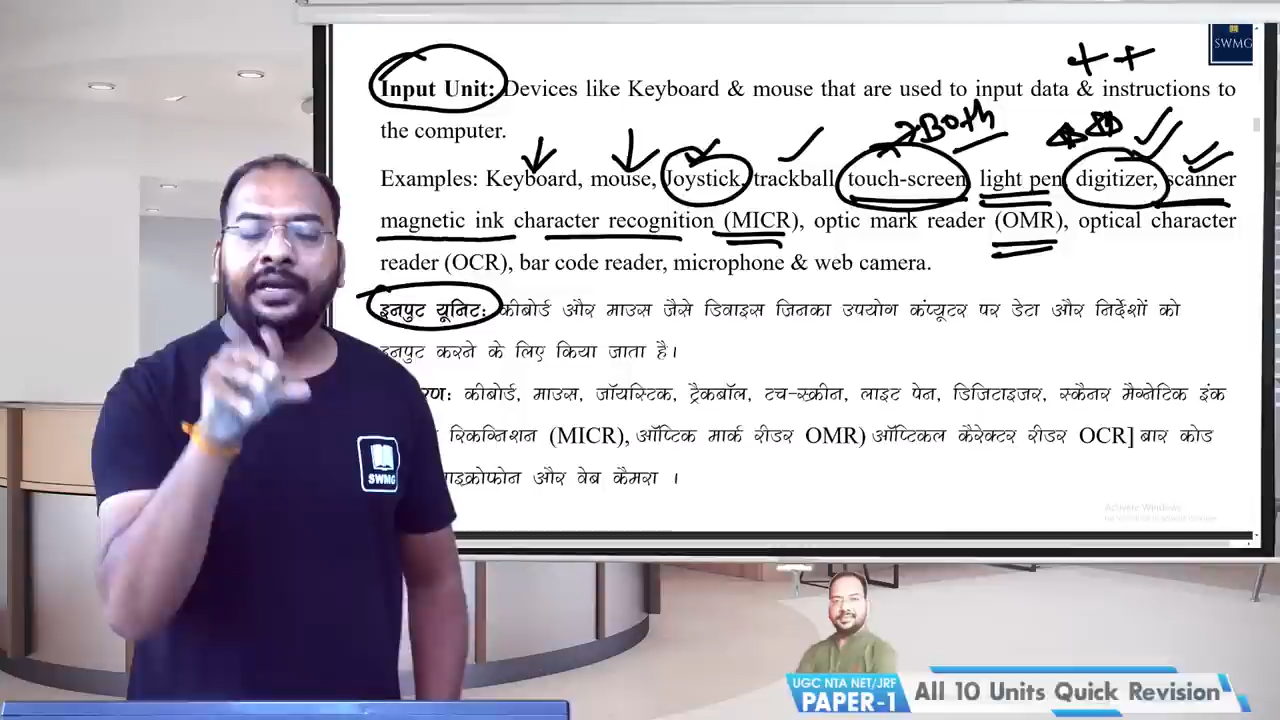 SWMG
Input Unit: Devices like Keyboard & mouse that are used to input data & instructions to
the computer.
Both
Examples: Keyboard, mouse, Joystick, trackball touch-screen light pen digitizer, scanner
magnetic ink character recognition (MICR), optic mark reader (OMR), optical character
reader (OCR), bar code reader, microphone & web camera.
इनपुट यूनिट: कीबोर्ड और माउस जैसे डिवाइस जिनका उपयोग कंप्यूटर पर डेटा और निर्देशों को
इनपुट करने के लिए किया जाता है।
रण: कीबोर्ड, माउस, जॉयस्टिक, ट्रैकबॉल, टच-स्क्रीन, लाइट पेन, डिजिटाइजर, स्कैनर मैग्नेटिक इंक
रिकग्निशन (MICR), ऑप्टिक मार्क रीडर OMR) ऑप्टिकल कैरेक्टर रीडर OCR] बार कोड
माइक्रोफोन और वेब कैमरा ।
SWMG
Activate Windows
UGC NTA NET/JRF
PAPER-1
All 10 Units Quick Revision